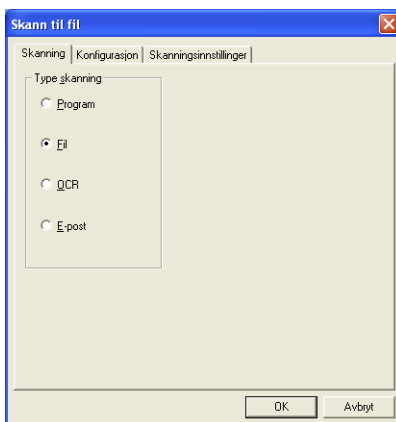 Skann til fil
Skanning Konfigurasjon Skanningsinnstillinger
Type skanning
Program
Fil
OCR
E-post
OK Avbryt